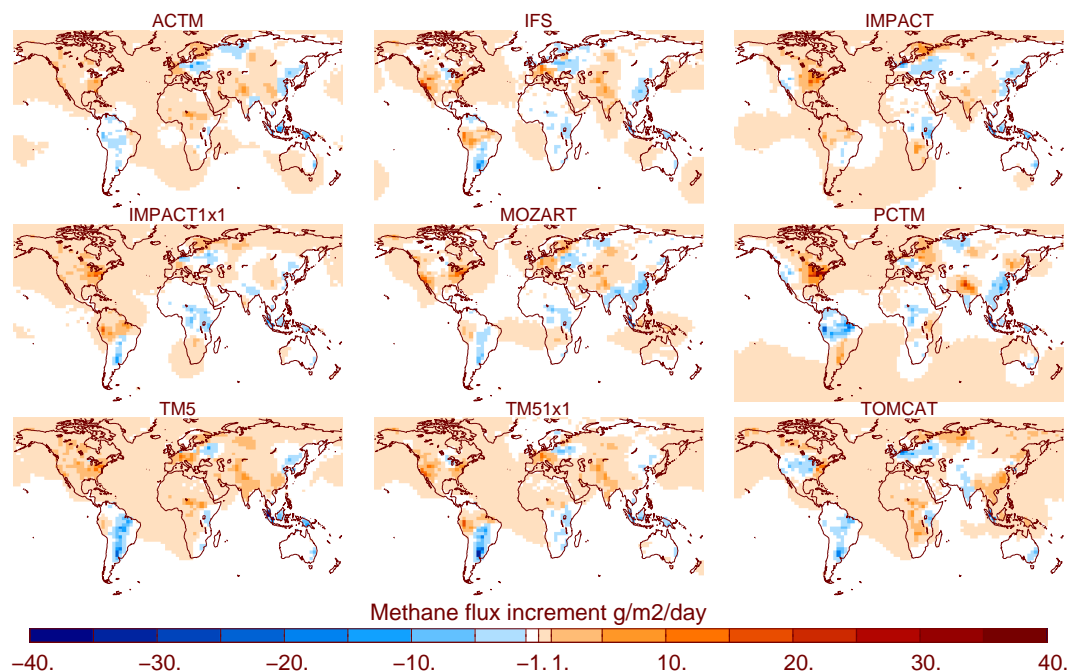 ACTM IFS IMPACT
IMPACT1x1 MOZART PCTM
TM5 TM51x1 TOMCAT
Methane flux increment g/m2/day
−40. −30. −20. −10. −1. 1. 10. 20. 30. 40.